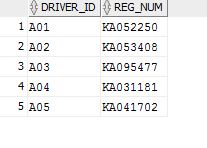 DRIVER_ID REG_NUM
1 A01 KA052250
2 A02 KA053408
3 A03 KA095477
4 A04 KA031181
5 A05 KA041702